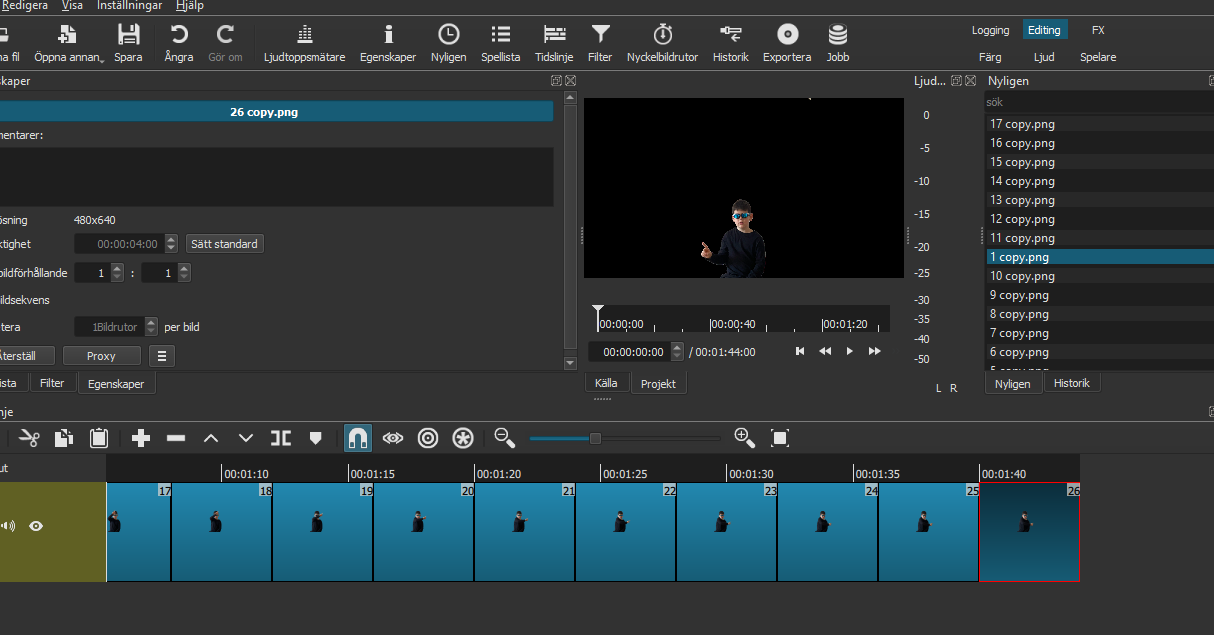 Redigera Visa Inställningar Hjälp
na fil Öppna annan Spara Ångra Gör om Ljudtoppsmätare Egenskaper Nyligen Spellista Tidslinje Filter Nyckelbildrutor Historik Exportera Jobb
Logging Editing FX
Färg Ljud Spelare
skaper
26 copy.png
nentarer:
ösning 480x640
ktighet 00:00:04:00 Sätt standard
bildförhållande 1 : 1
ildsekvens
tera 1Bildrutor per bild
Återställ Proxy
ista Filter Egenskaper
00:00:00 00:00:40 00:01:20
00:00:00:00 / 00:01:44:00
Källa Projekt
Ljud...
0
-5
-10
-15
-20
-25
-30
-35
-40
-50
L R
Nyligen
sök
17 copy.png
16 copy.png
15 copy.png
14 copy.png
13 copy.png
12 copy.png
11 copy.png
1 copy.png
10 copy.png
9 copy.png
8 copy.png
7 copy.png
6 copy.png
5 copy.png
Nyligen Historik
nje
ut
00:01:10 00:01:15 00:01:20 00:01:25 00:01:30 00:01:35 00:01:40
17 18 19 20 21 22 23 24 25 26